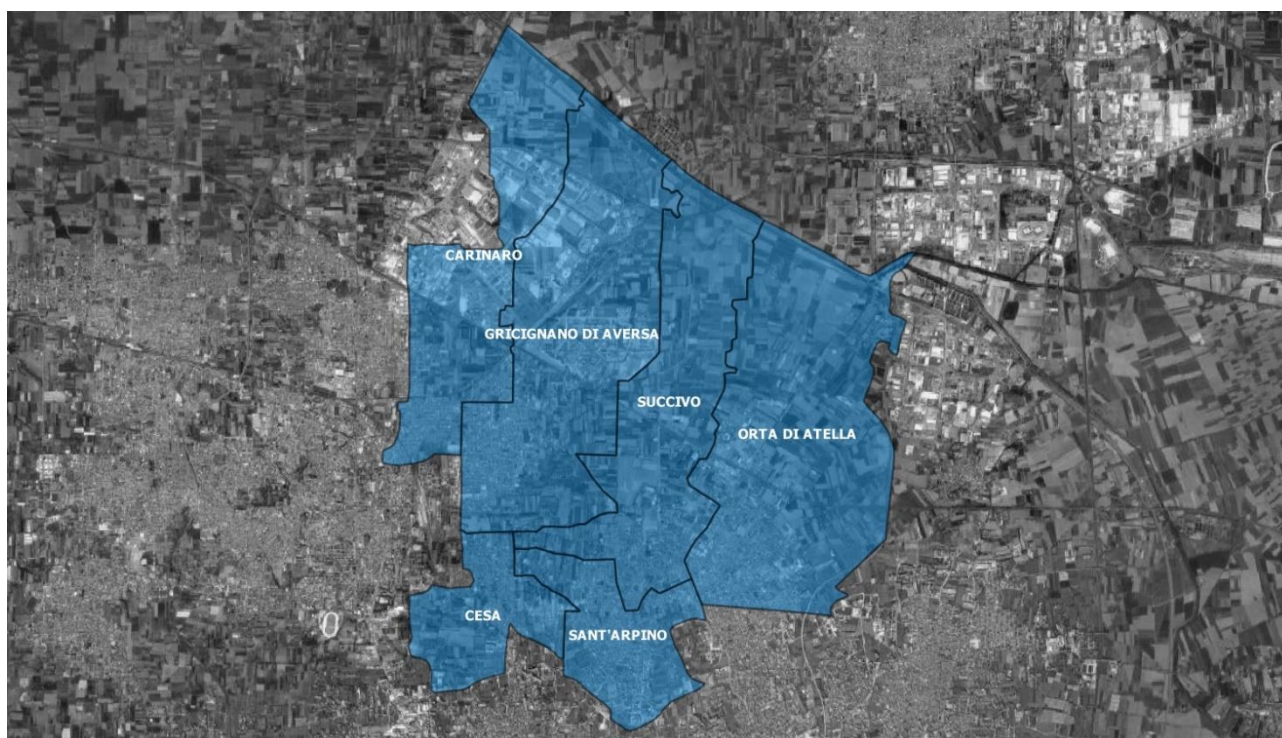 CARINARO
GRICIGNANO DI AVERSA
SUCCIVO
ORTA DI ATELLA
CESA
SANT'ARPINO